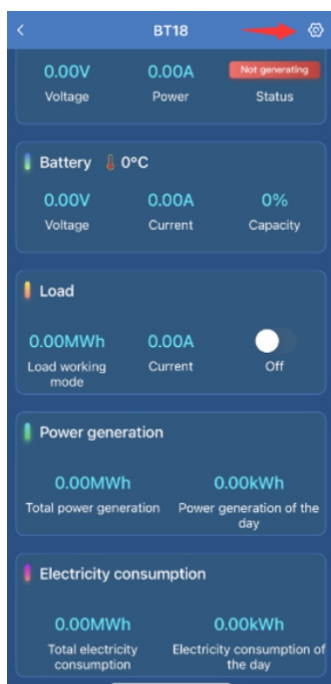 BT18
0.00V 0.00A Not generating
Voltage Power Status
Battery 0°C
0.00V 0.00A 0%
Voltage Current Capacity
Load
0.00MWh 0.00A
Load working Current Off
mode
Power generation
0.00MWh 0.00kWh
Total power generation Power generation of the
day
Electricity consumption
0.00MWh 0.00kWh
Total electricity Electricity consumption of
consumption the day